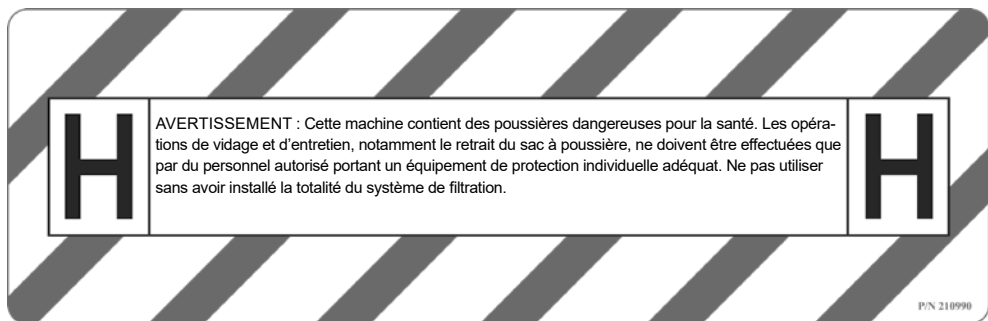 H
AVERTISSEMENT : Cette machine contient des poussières dangereuses pour la santé. Les opéra-
tions de vidage et d’entretien, notamment le retrait du sac à poussière, ne doivent être effectuées que
par du personnel autorisé portant un équipement de protection individuelle adéquat. Ne pas utiliser
sans avoir installé la totalité du système de filtration.
H
P/N 210990